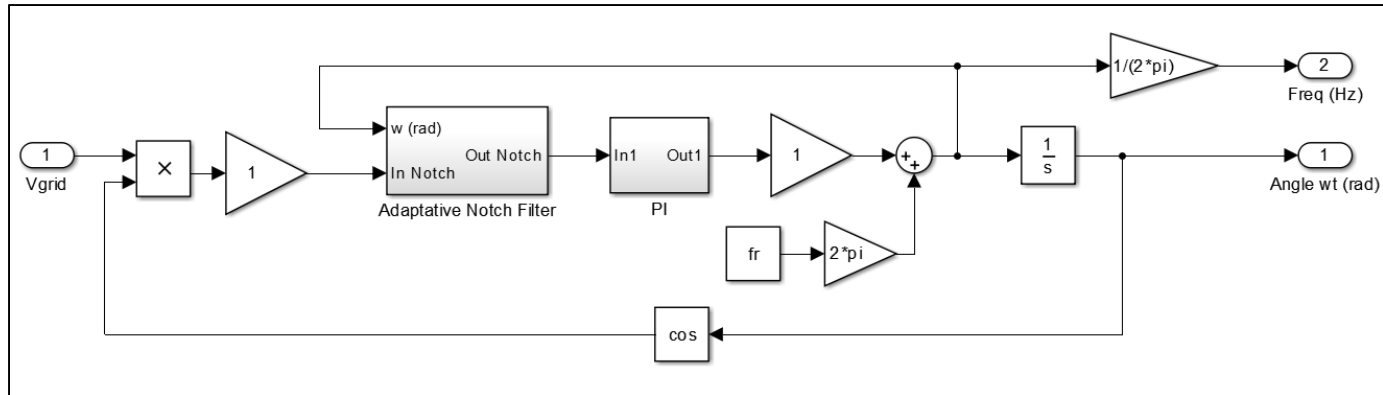 1/(2*pi)
2
Freq (Hz)
w (rad)
Out Notch
In Notch
Adaptative Notch Filter
In1
Out1
PI
1
Vgrid
×
1
1
+
+
1
s
1
Angle wt (rad)
fr
2*pi
cos